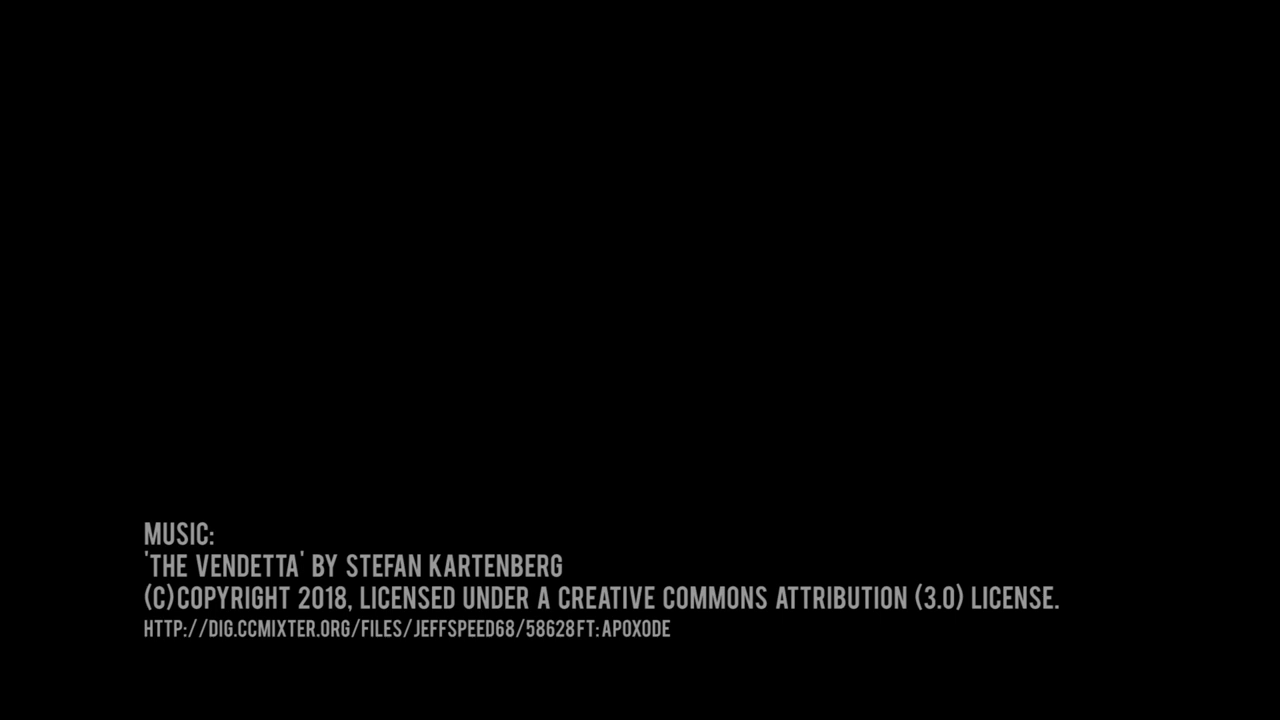 MUSIC:
'THE VENDETTA' BY STEFAN KARTENBERG
(C)COPYRIGHT 2018, LICENSED UNDER A CREATIVE COMMONS ATTRIBUTION (3.0) LICENSE.
HTTP://DIG.CCMIXTER.ORG/FILES/JEFFSPEED68/58628FT: APOXODE